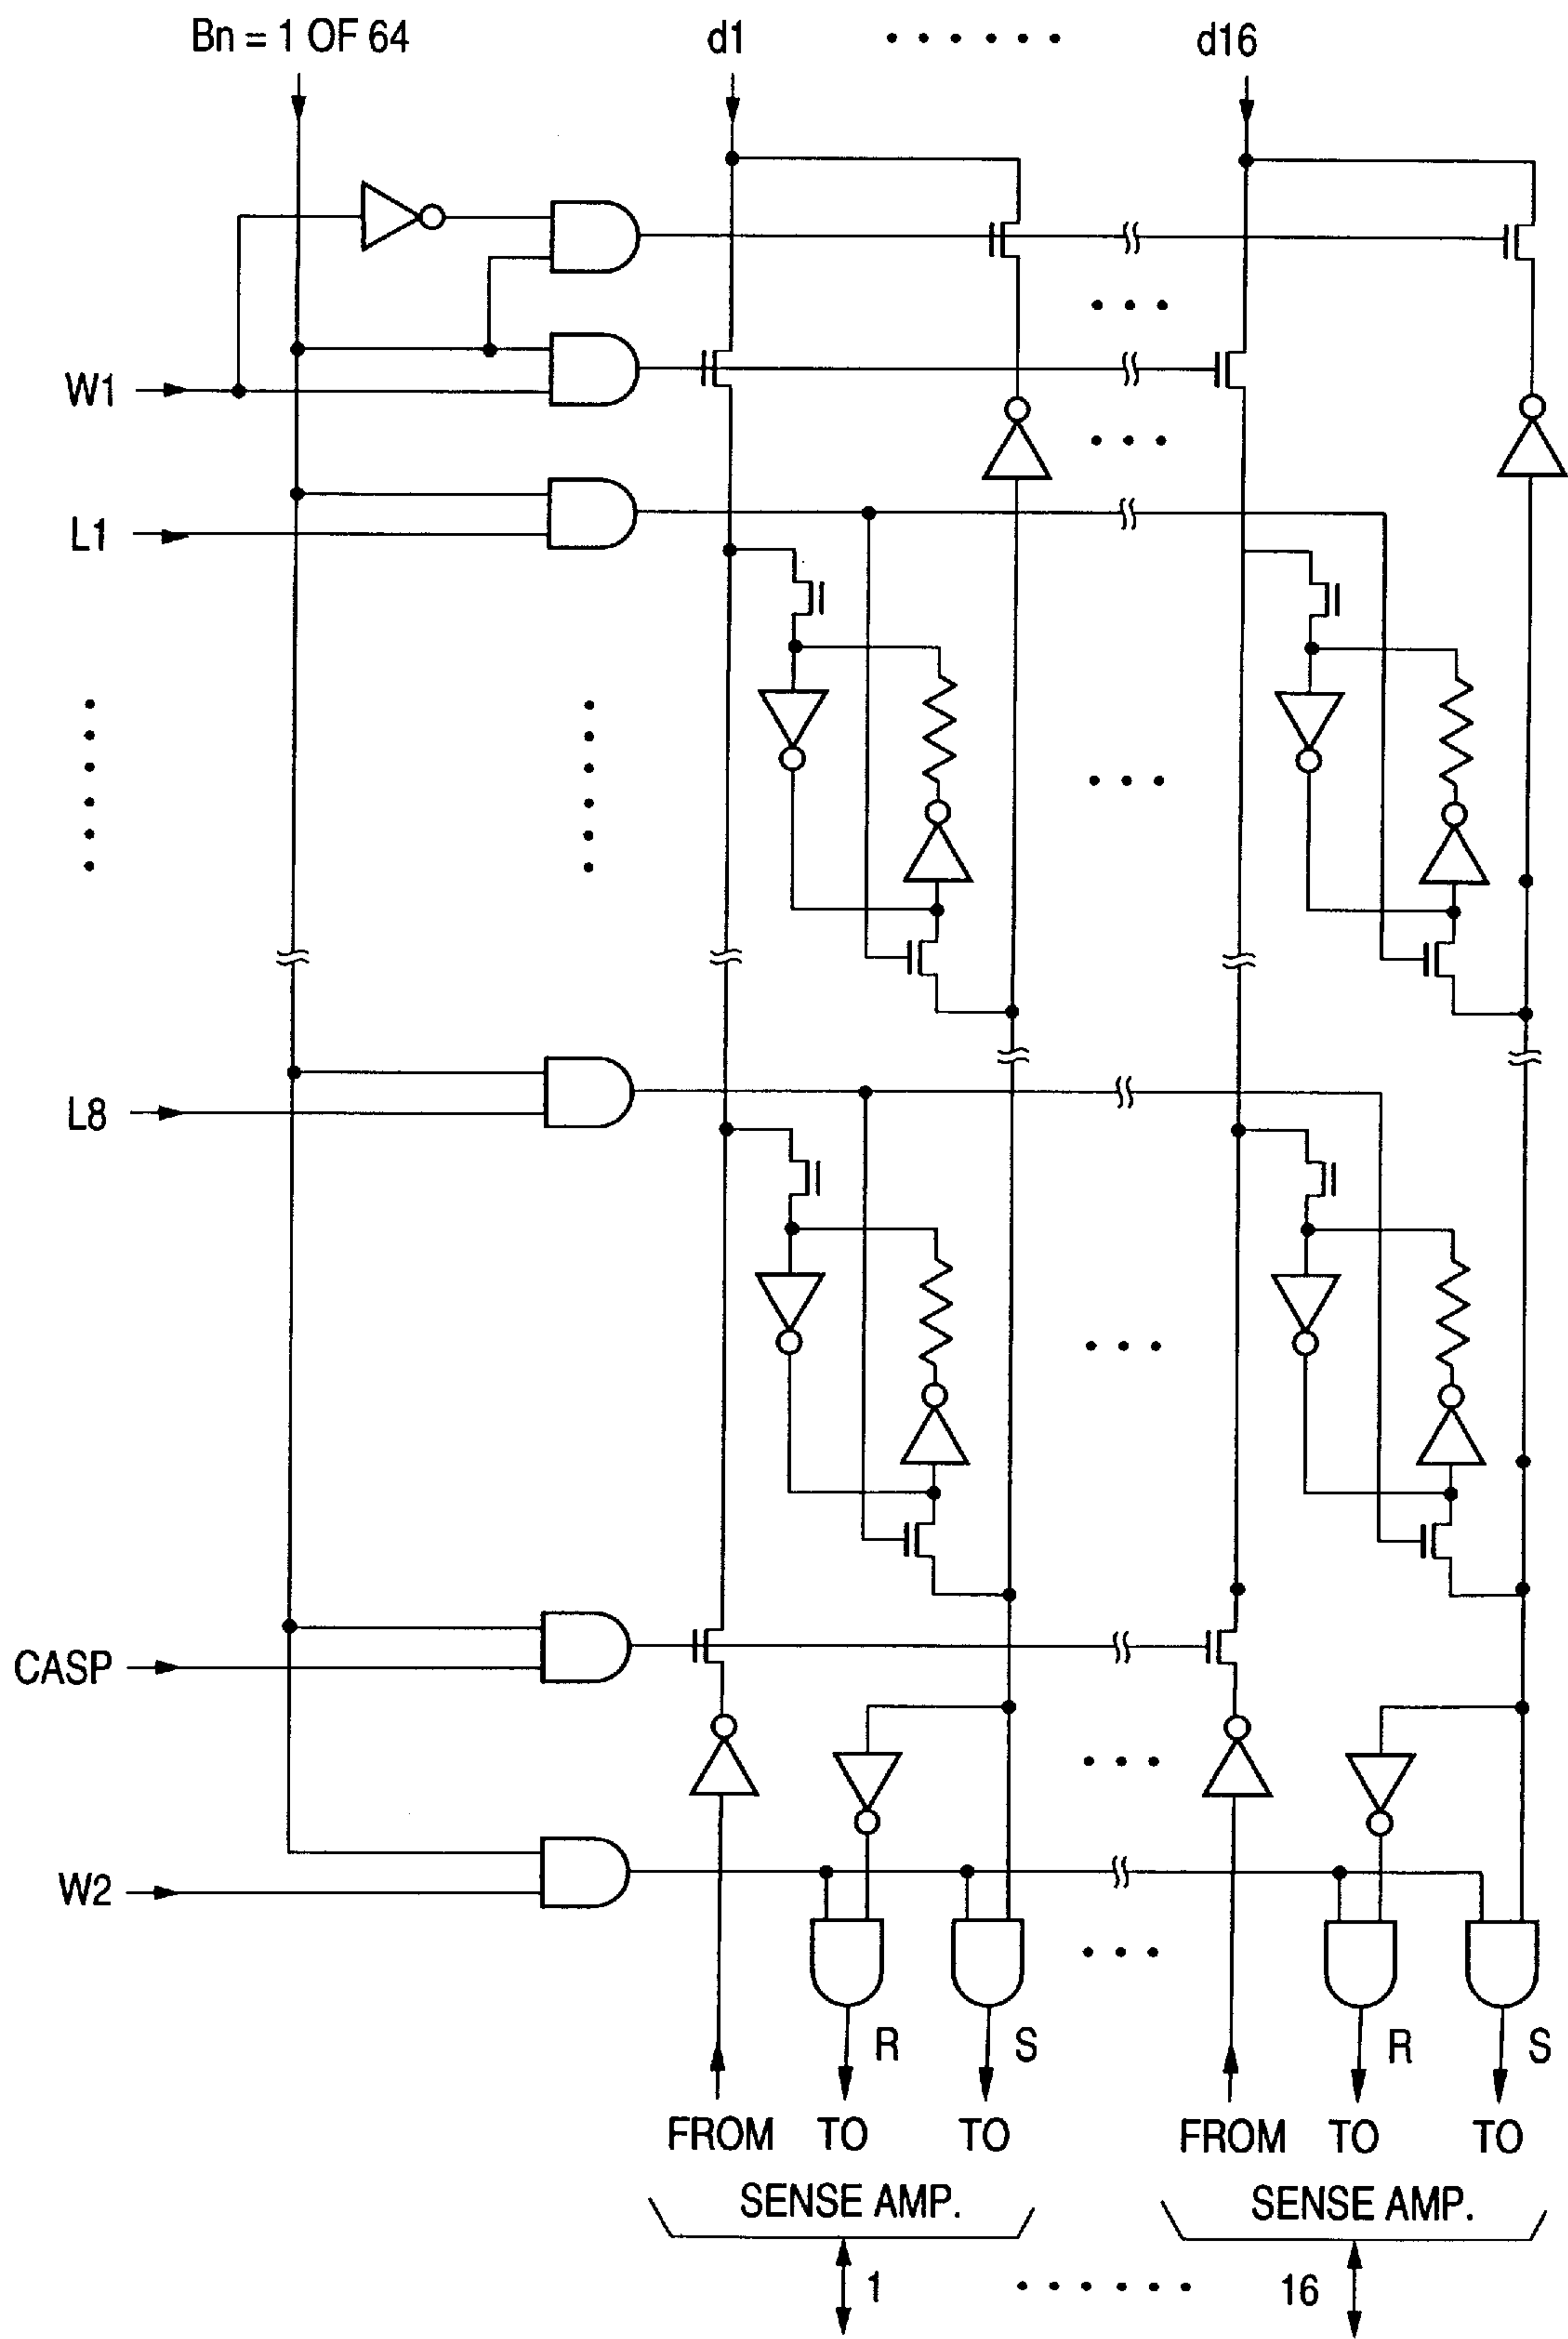 Bn = 1 OF 64
d1
d16
W1
L1
L8
CASP
W2
R
S
R
S
FROM TO TO
FROM TO TO
SENSE AMP.
SENSE AMP.
1
16